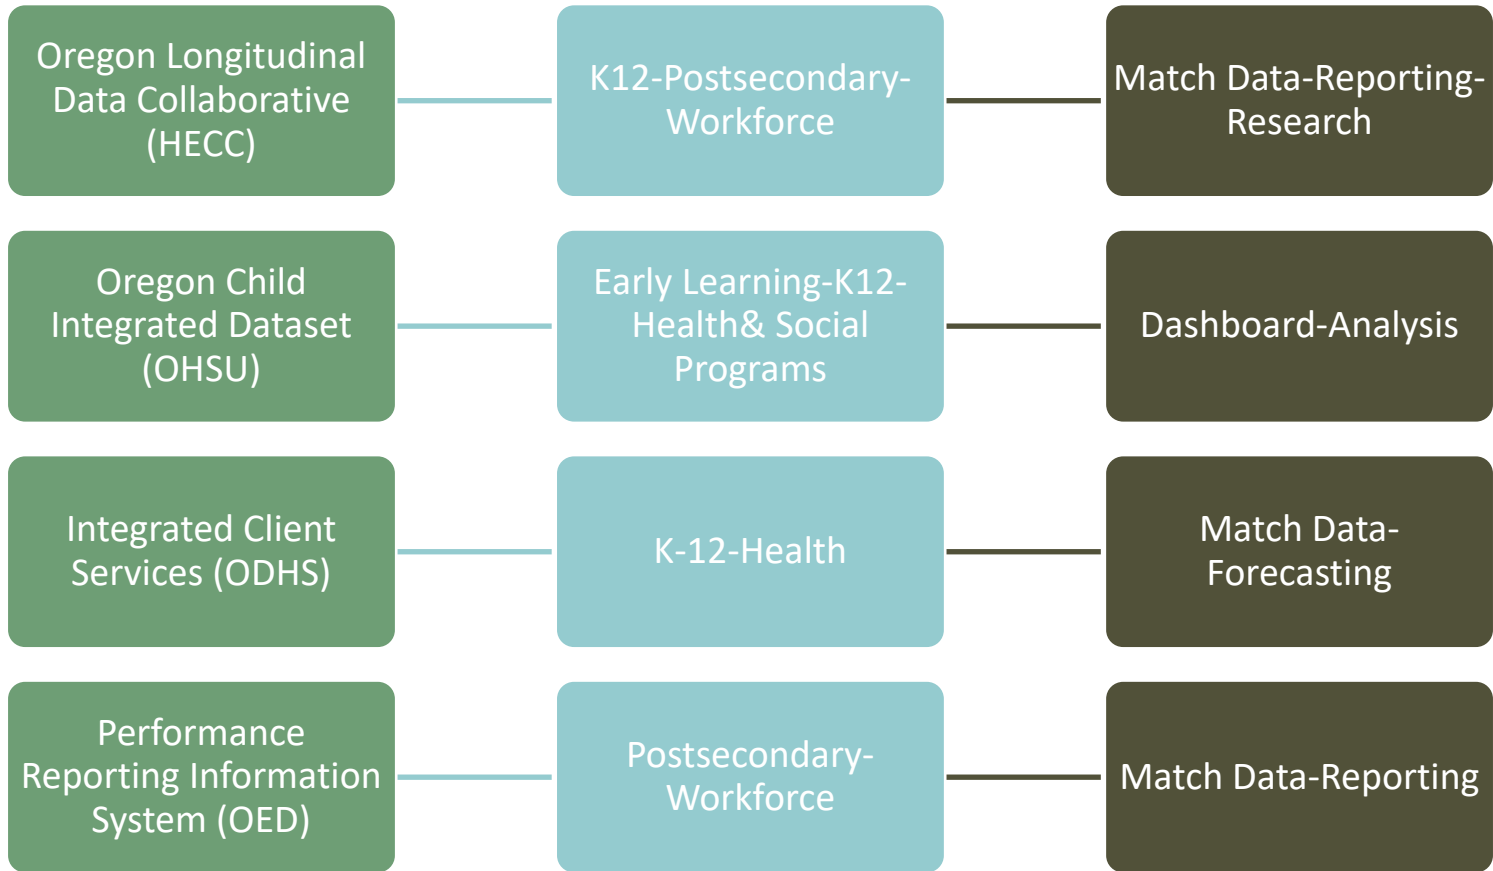 Oregon Longitudinal
Data Collaborative
(HECC)
K12-Postsecondary-
Workforce
Match Data-Reporting-
Research
Oregon Child
Integrated Dataset
(OHSU)
Early Learning-K12-
Health& Social
Programs
Dashboard-Analysis
Integrated Client
Services (ODHS)
K-12-Health
Match Data-
Forecasting
Performance
Reporting Information
System (OED)
Postsecondary-
Workforce
Match Data-Reporting